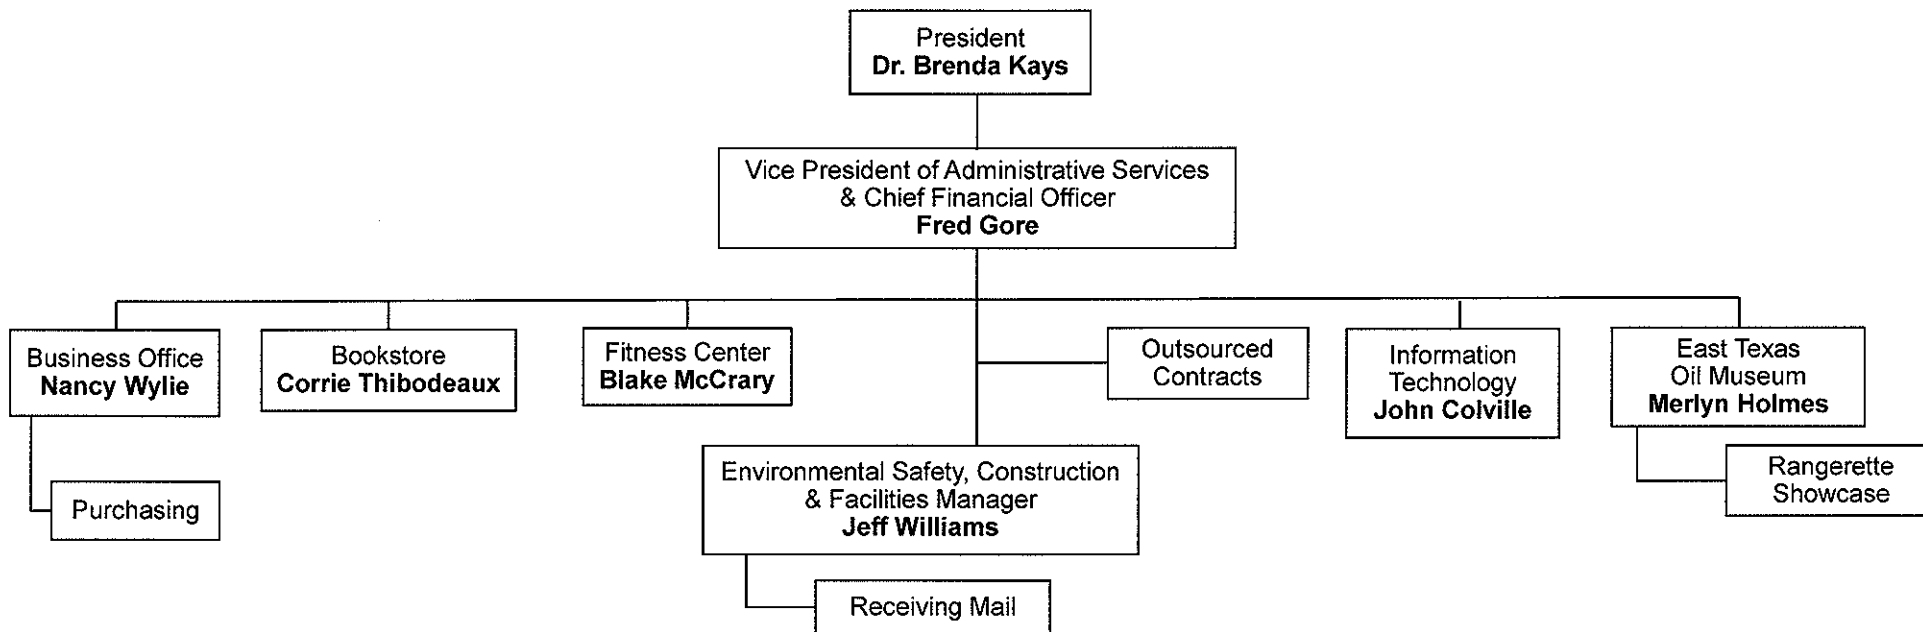 President
Dr. Brenda Kays
Vice President of Administrative Services
& Chief Financial Officer
Fred Gore
Business Office
Nancy Wylie
Purchasing
Bookstore
Corrie Thibodeaux
Fitness Center
Blake McCrary
Environmental Safety, Construction
& Facilities Manager
Jeff Williams
Receiving Mail
Outsourced
Contracts
Information
Technology
John Colville
East Texas
Oil Museum
Merlyn Holmes
Rangerette
Showcase